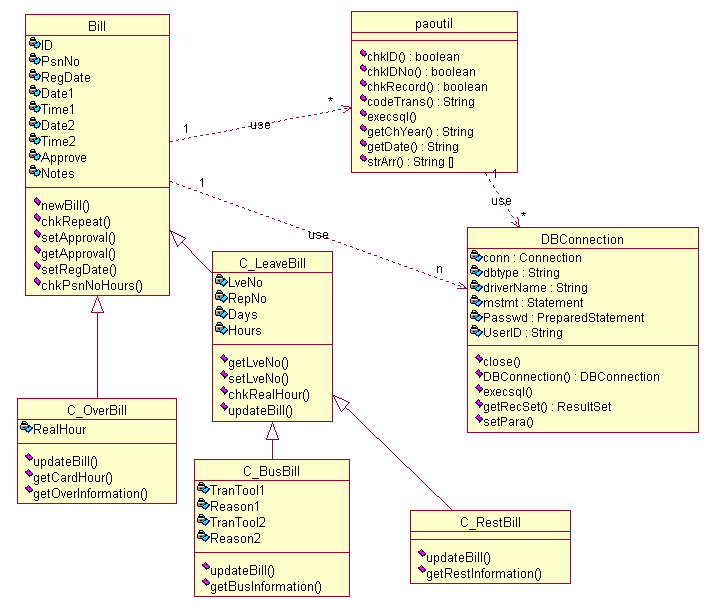 Bill
ID
PsnNo
RegDate
Date1
Time1
Date2
Time2
Approve
Notes
newBill()
chkRepeat()
setApproval()
getApproval()
setRegDate()
chkPsnNoHours()
paoutil
chkID() : boolean
chkIDNo() : boolean
chkRecord() : boolean
codeTrans() : String
execsql()
getChYear() : String
getDate() : String
strArr() : String []
1
use
*
1
use
n
1
use
*
DBConnection
conn : Connection
dbtype : String
driverName : String
mstmt : Statement
Passwd : PreparedStatement
UserID : String
close()
DBConnection() : DBConnection
execsql()
getRecSet() : ResultSet
setPara()
C_LeaveBill
LveNo
RepNo
Days
Hours
getLveNo()
setLveNo()
chkRealHour()
updateBill()
C_OverBill
RealHour
updateBill()
getCardHour()
getOverInformation()
C_BusBill
TranTool1
Reason1
TranTool2
Reason2
updateBill()
getBusInformation()
C_RestBill
updateBill()
getRestInformation()